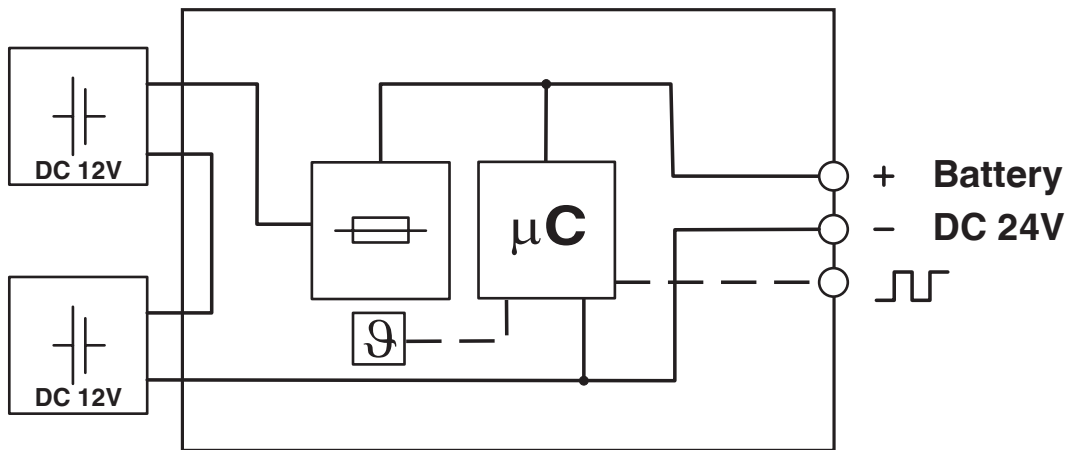 DC 12V
μC
+ Battery
− DC 24V
ϑ
DC 12V